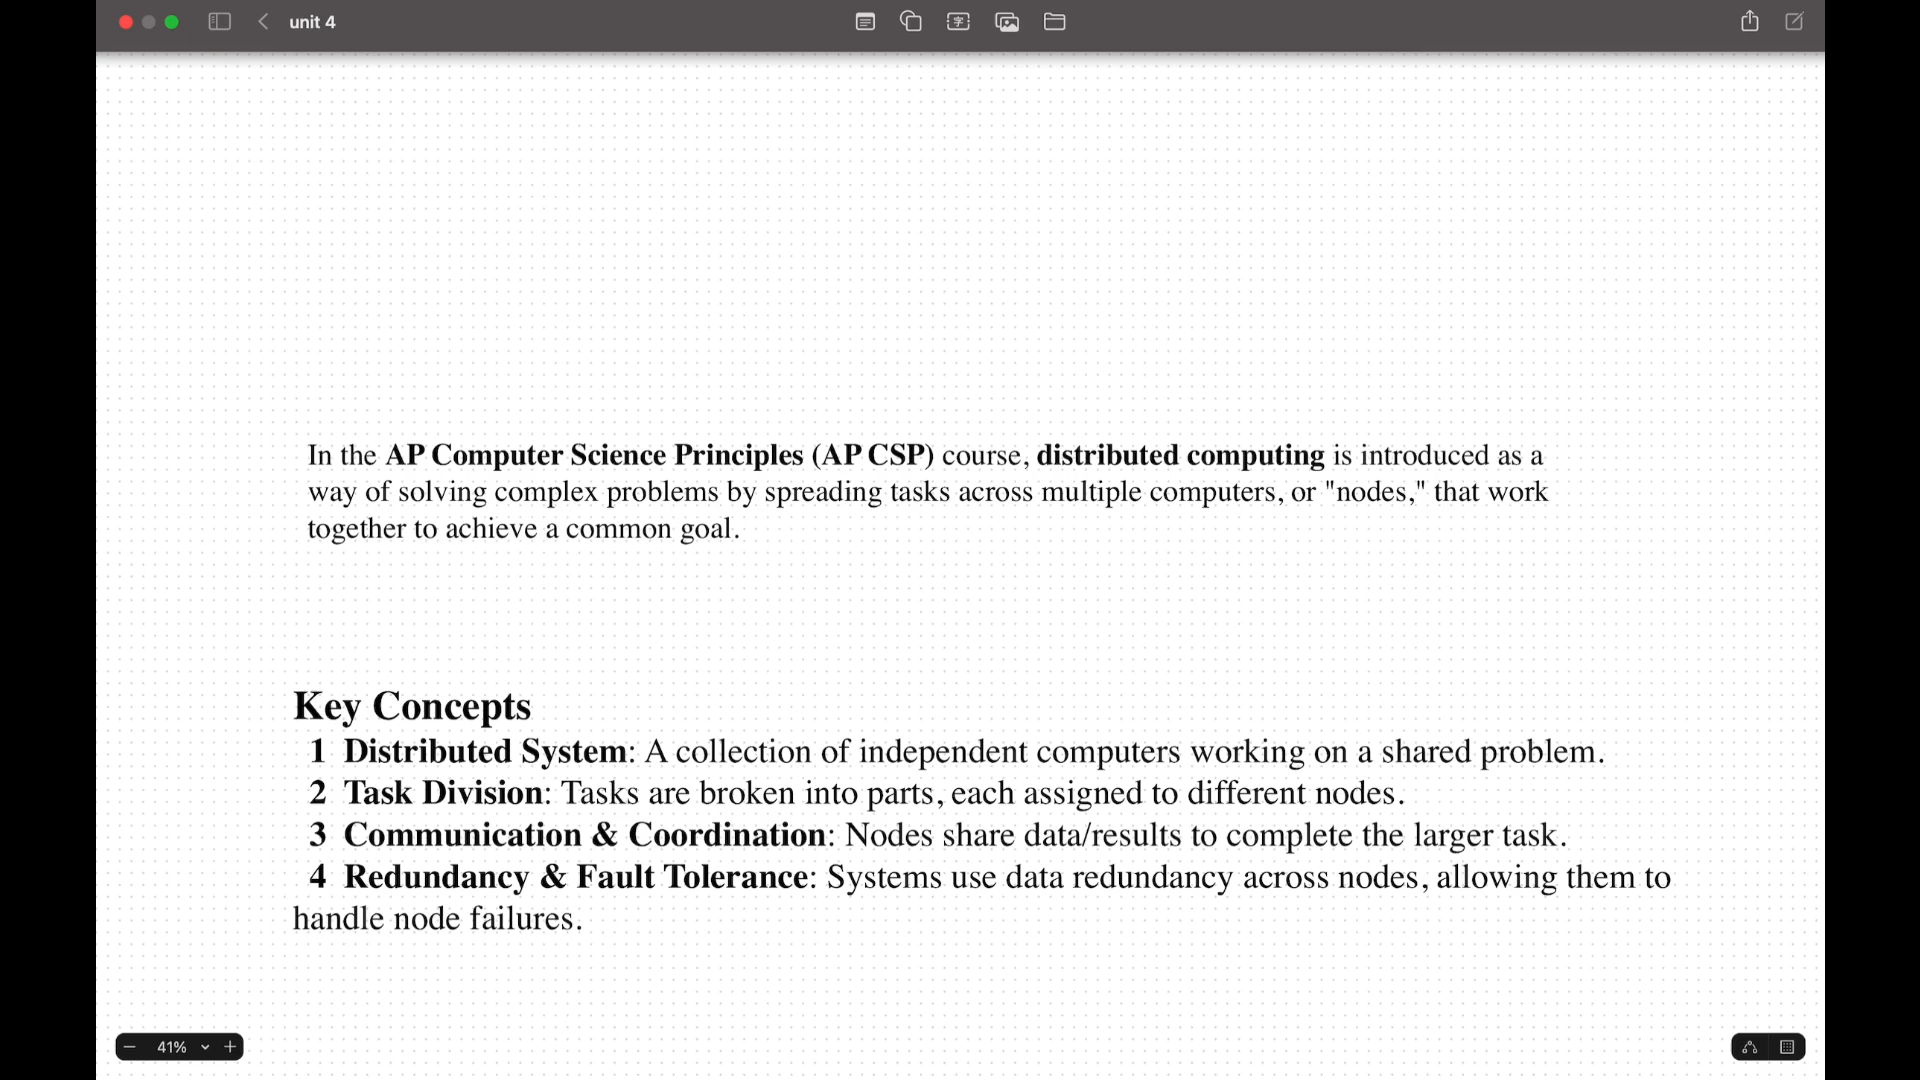 unit 4
In the AP Computer Science Principles (AP CSP) course, distributed computing is introduced as a
way of solving complex problems by spreading tasks across multiple computers, or "nodes," that work
together to achieve a common goal.
Key Concepts
1 Distributed System: A collection of independent computers working on a shared problem.
2 Task Division: Tasks are broken into parts, each assigned to different nodes.
3 Communication & Coordination: Nodes share data/results to complete the larger task.
4 Redundancy & Fault Tolerance: Systems use data redundancy across nodes, allowing them to
handle node failures.
41%